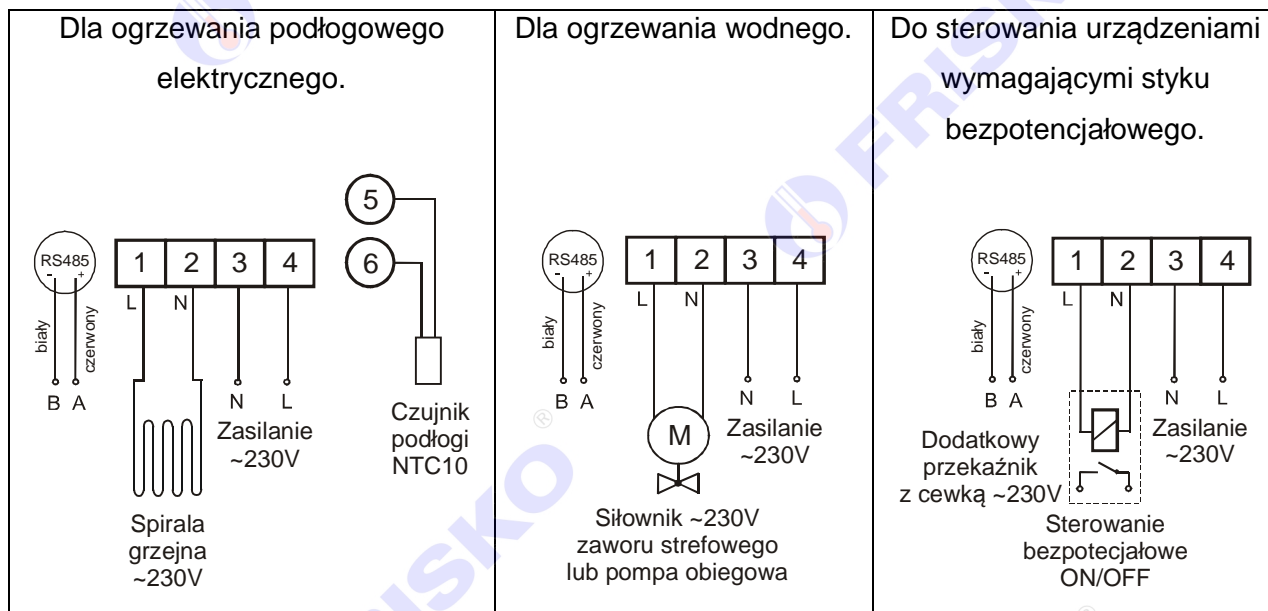 Dla ogrzewania podłogowego
elektrycznego.
5
6
RS485
- +
1 2 3 4
L N
biały
czerwony
B A
N L
Zasilanie
~230V
Czujnik
podłogi
NTC10
Spirala
grzejna
~230V
Dla ogrzewania wodnego.
RS485
- +
1 2 3 4
L N
biały
czerwony
B A
M
N L
Zasilanie
~230V
Siłownik ~230V
zaworu strefowego
lub pompa obiegowa
Do sterowania urządzeniami
wymagającymi styku
bezpotencjałowego.
RS485
- +
1 2 3 4
L N
biały
czerwony
B A
N L
Zasilanie
~230V
Dodatkowy
przekaźnik
z cewką ~230V
Sterowanie
bezpotecjałowe
ON/OFF
FRISKO
FRISKO ®
®